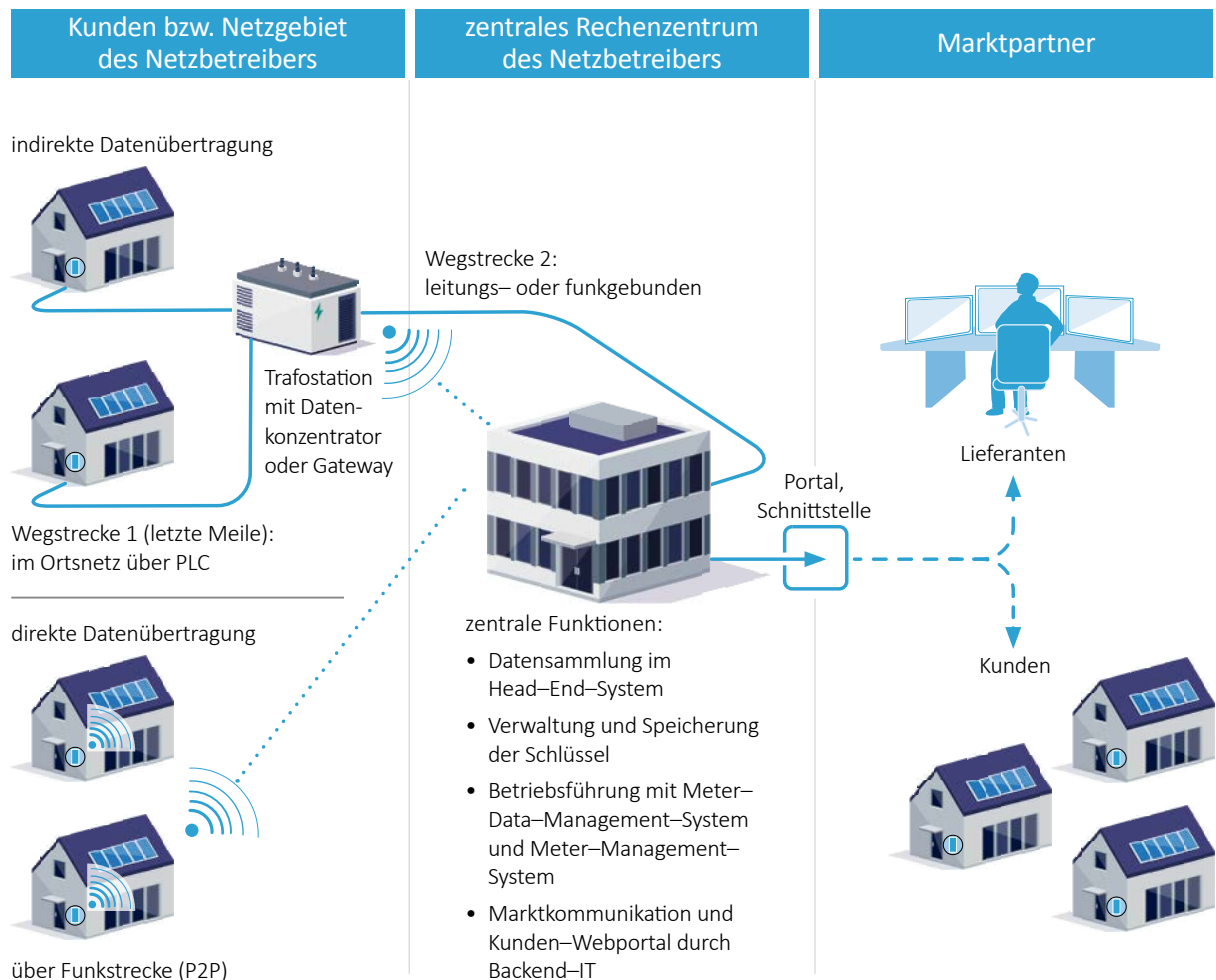 Kunden bzw. Netzgebiet
des Netzbetreibers
zentrales Rechenzentrum
des Netzbetreibers
Marktpartner
indirekte Datenübertragung
Wegstrecke 2:
leitungs– oder funkgebunden
Trafostation
mit Daten-
konzentrator
oder Gateway
Wegstrecke 1 (letzte Meile):
im Ortsnetz über PLC
direkte Datenübertragung
über Funkstrecke (P2P)
zentrale Funktionen:
• Datensammlung im
Head–End–System
• Verwaltung und Speicherung
der Schlüssel
• Betriebsführung mit Meter–
Data–Management–System
und Meter–Management–
System
• Marktkommunikation und
Kunden–Webportal durch
Backend–IT
Portal,
Schnittstelle
Lieferanten
Kunden